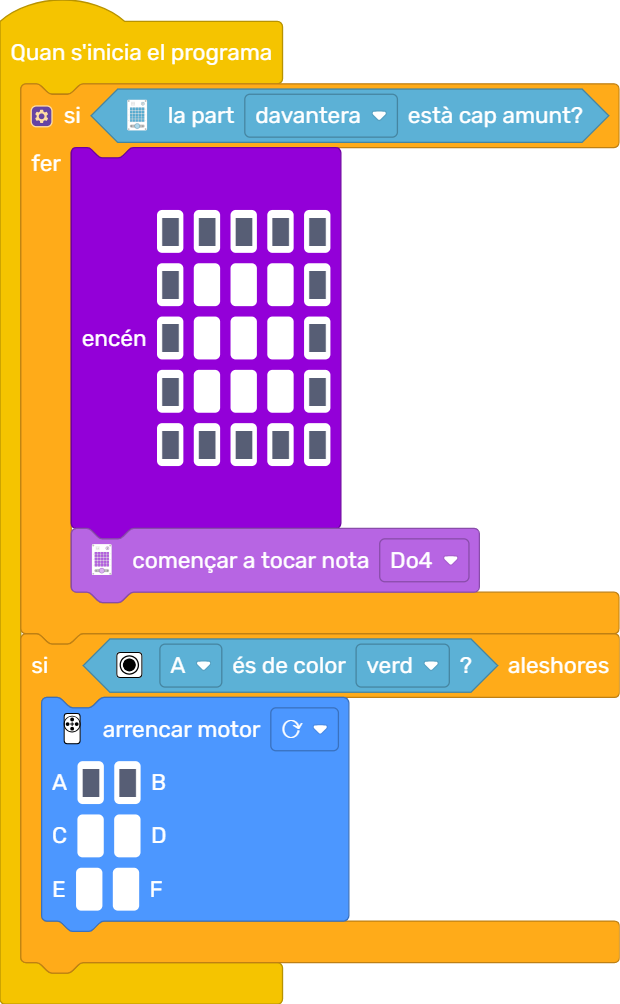 Quan s'inicia el programa
si la part davantera està cap amunt?
fer
encén
començar a tocar nota Do4
si A és de color verd ? aleshores
arrencar motor
A B
C D
E F